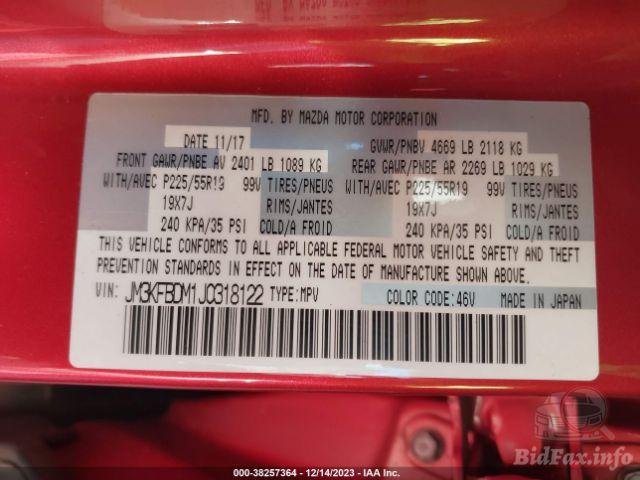 MFD. BY MAZDA MOTOR CORPORATION
DATE 11/17 GVWR/PNBV 4669 LB 2118 KG
FRONT GAWR/PNBE AV 2401 LB 1089 KG REAR GAWR/PNBE AR 2269 LB 1029 KG
WITH/AVEC P225/55R19 99V TIRES/PNEUS WITH/AVEC P225/55R19 99V TIRES/PNEUS
19X7J RIMS/JANTES 19X7J RIMS/JANTES
240 KPA/35 PSI COLD/A FROID 240 KPA/35 PSI COLD/A FROID
THIS VEHICLE CONFORMS TO ALL APPLICABLE FEDERAL MOTOR VEHICLE SAFETY AND THEFT
PREVENTION STANDARDS IN EFFECT ON THE DATE OF MANUFACTURE SHOWN ABOVE.
VIN: JM3KFBDM1J0318122 TYPE:MPV COLOR CODE:46V MADE IN JAPAN
BidFax.info
000-38257364 - 12/14/2023 - IAA Inc.